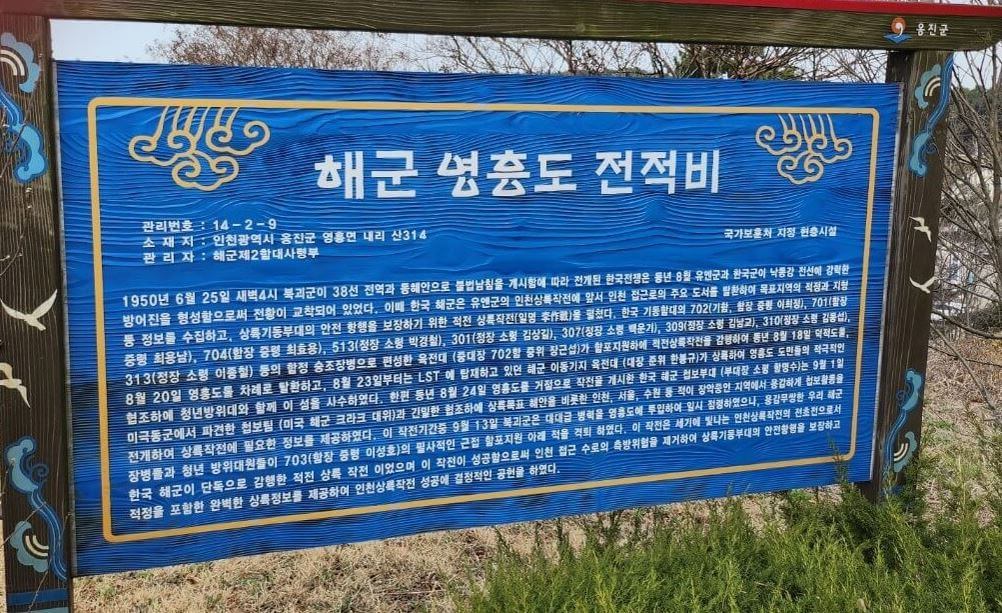 옹진군
해군 영흥도 전적비
관리번호 : 14-2-9
소 재 지 : 인천광역시 옹진군 영흥면 내리 산314
국가보훈처 지정 현충시설
관 리 자 : 해군제2함대사령부
1950년 6월 25일 새벽4시 북괴군이 38선 전역과 동해안으로 불법남침을 개시함에 따라 전개된 한국전쟁은 동년 8월 유엔군과 한국군이 낙동강 전선에 강력한
방어진을 형성함으로써 전황이 교착되어 있었다. 이때 한국 해군은 유엔군의 인천상륙작전에 앞서 인천 접근로의 주요 도서를 탈환하여 목표지역의 적정과 지형
등 정보를 수집하고, 상륙기동부대의 안전 항행을 보장하기 위한 적전 상륙작전(일명 李作戰)을 펼쳤다. 한국 기동함대의 702(기함, 함장 중령 이희정), 701(함장
중령 최용남), 704(함장 중령 최효용), 513(정장 소령 박경철), 301(정장 소령 김상길), 307(정장 소령 백운기), 309(정장 소령 김남교), 310(정장 소령 김동섭),
313(정장 소령 이종철) 등의 함정 승조장병으로 편성한 육전대 (중대장 702함 중위 장근섭)가 함포지원하에 적전상륙작전을 감행하여 동년 8월 18일 덕적도를,
8월 20일 영흥도를 차례로 탈환하고, 8월 23일부터는 LST 에 탑재하고 있던 해군 이동기지 육전대 (대장 준위 한봉규)가 상륙하여 영흥도 도민들의 적극적인
협조하에 청년방위대와 함께 이 섬을 사수하였다. 한편 동년 8월 24일 영흥도를 거점으로 작전을 개시한 한국 해군 첩보부대 (부대장 소령 함명수)는 9월 1일
미극동군에서 파견한 첩보팀 (미국 해군 크라크 대위)과 긴밀한 협조하에 상륙목표 해안을 비롯한 인천, 서울, 수원 등 적이 장악중인 지역에서 용감하게 첩보활동을
전개하여 상륙작전에 필요한 정보를 제공하였다. 이 작전기간중 9월 13일 북괴군은 대대금 병력을 영흥도에 투입하여 일시 점령하였으나, 용감무쌍한 우리 해군
장병들과 청년 방위대원들이 703(함장 중령 이성호)의 필사적인 근접 함포지원 아래 적을 격퇴 하였다. 이 작전은 세기에 빛나는 인천상륙작전의 전초전으로서
한국 해군이 단독으로 감행한 적전 상륙 작전 이었으며 이 작전이 성공함으로써 인천 접근 수로의 측방위협을 제거하여 상륙기동부대의 안전항행을 보장하고
적정을 포함한 완벽한 상륙정보를 제공하여 인천상륙작전 성공에 결정적인 공헌을 하였다.